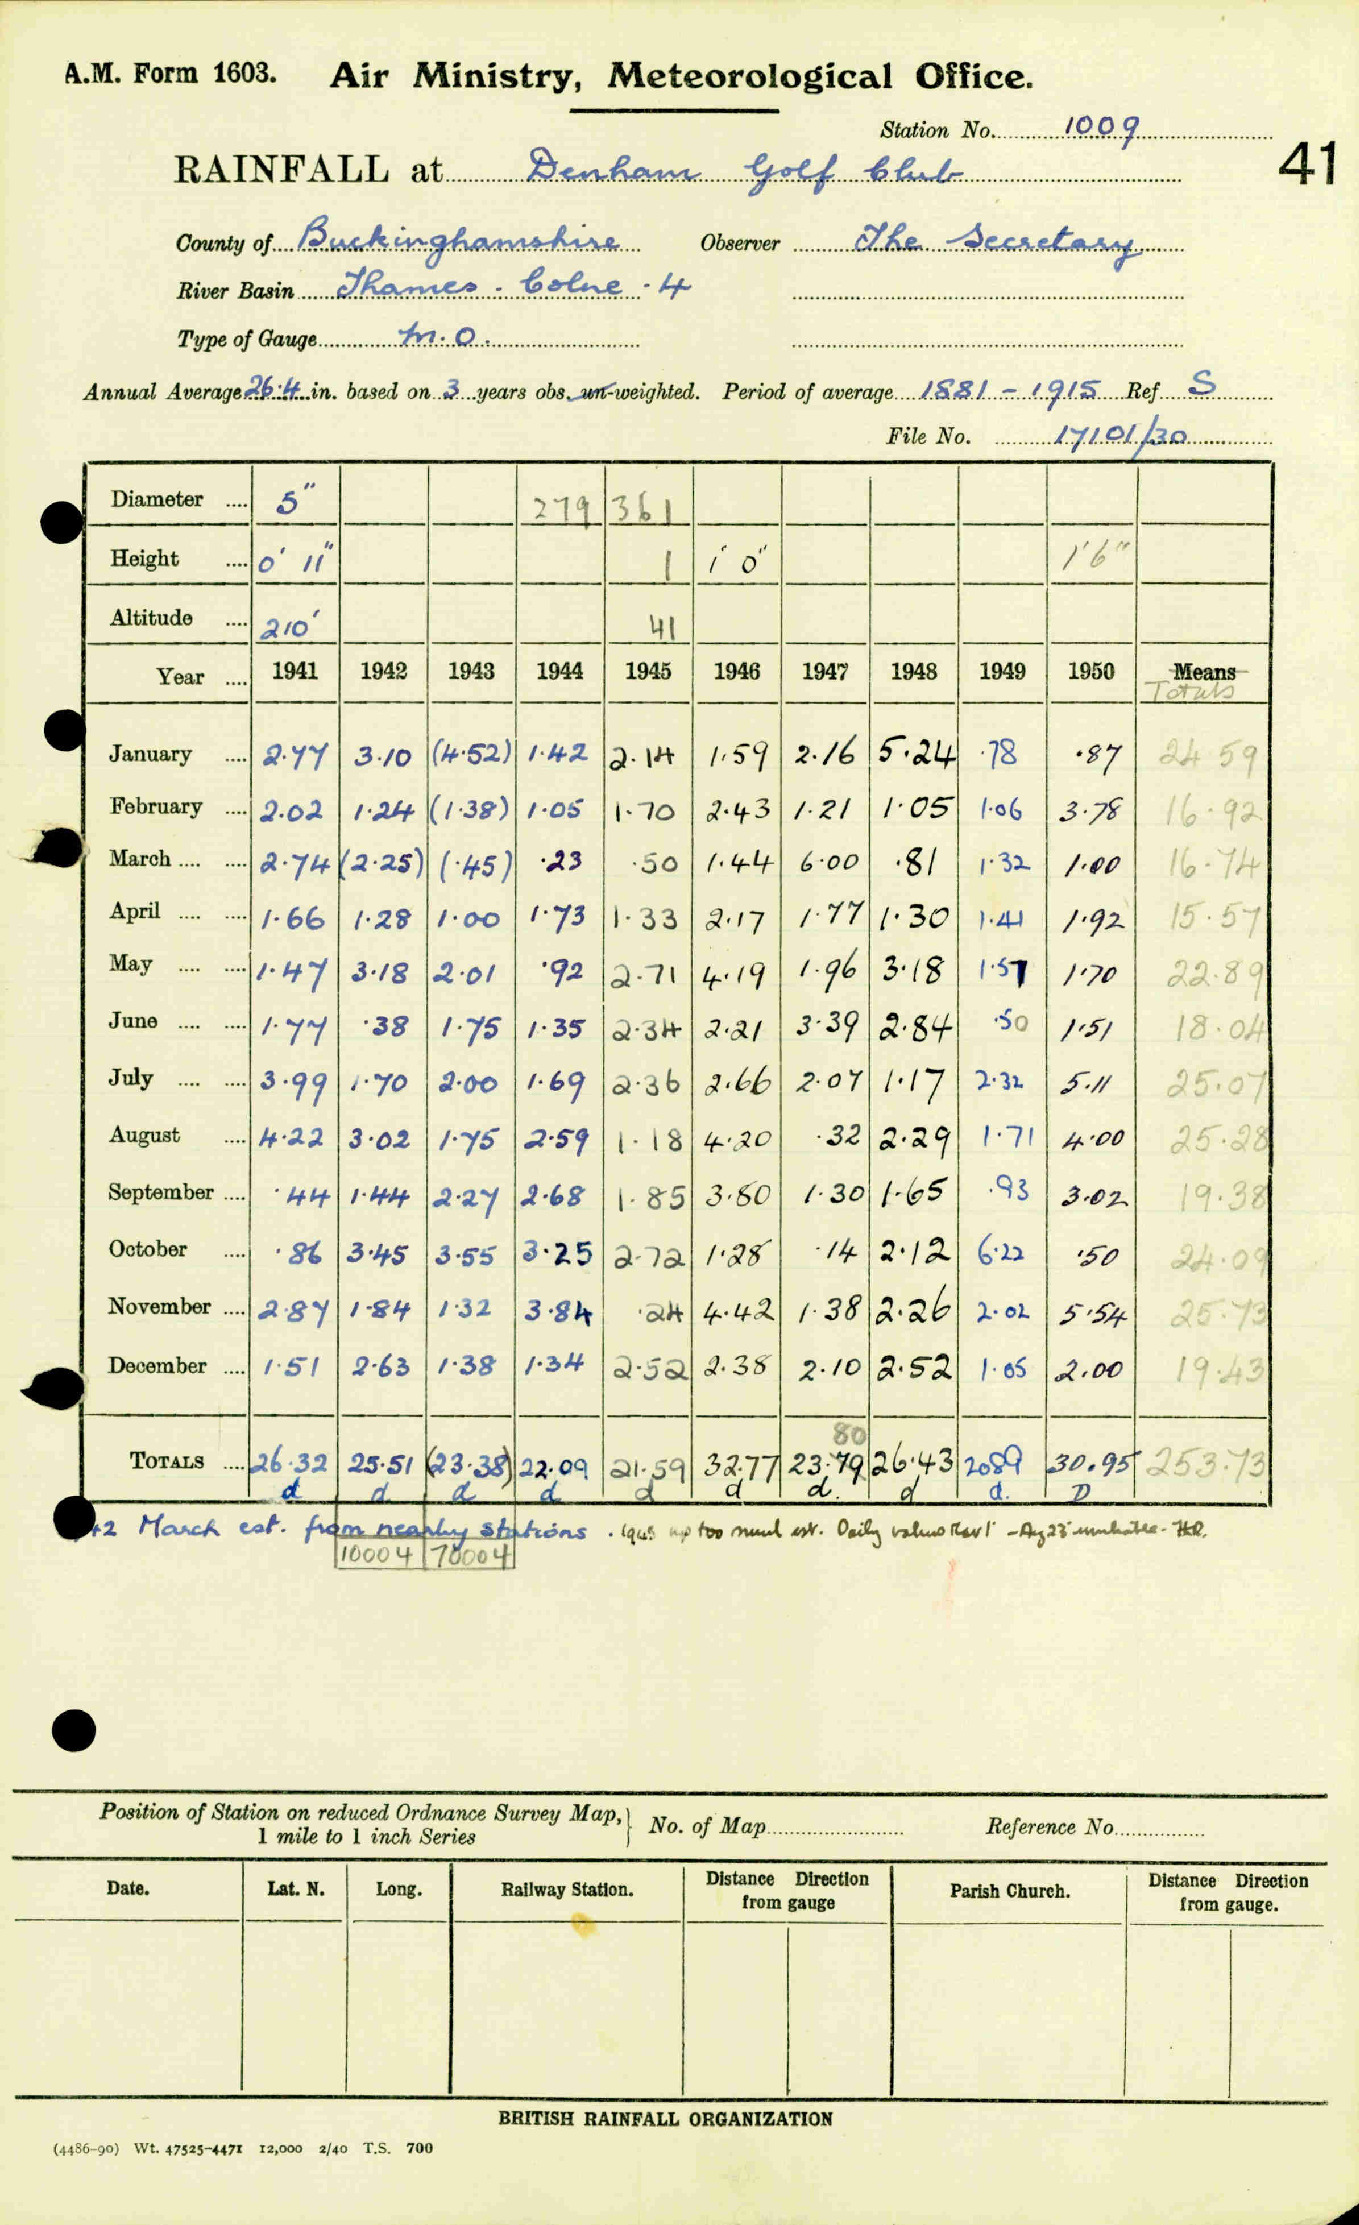 A.M. Form 1603. Air Ministry, Meteorological Office.
Station No. 1009
41
RAINFALL at Denham Golf Club
County of Buckinghamshire Observer The Secretary
River Basin Thames . Colne . 4
Type of Gauge M.O.
Annual Average 26.4 in. based on 3 years obs. un-weighted. Period of average 1881 - 1915 Ref. S
File No. 17101/30
Diameter .... 5" 279 361
Height .... 0' 11" 1 1' 0" 1'6"
Altitude .... 210' 41
Year .... 1941 1942 1943 1944 1945 1946 1947 1948 1949 1950 Means
Totals
January .... 2.77 3.10 (4.52) 1.42 2.14 1.59 2.16 5.24 .78 .87 24 59
February .... 2.02 1.24 (1.38) 1.05 1.70 2.43 1.21 1.05 1.06 3.78 16.92
March .... .... 2.74 (2.25) (.45) .23 .50 1.44 6.00 .81 1.32 1.00 16.74
April .... .... 1.66 1.28 1.00 1.73 1.33 2.17 1.77 1.30 1.41 1.92 15.57
May .... .... 1.47 3.18 2.01 .92 2.71 4.19 1.96 3.18 1.57 1.70 22.89
June .... .... 1.77 .38 1.75 1.35 2.34 2.21 3.39 2.84 .50 1.51 18.04
July .... .... 3.99 1.70 2.00 1.69 2.36 2.66 2.07 1.17 2.32 5.11 25.07
August .... 4.22 3.02 1.75 2.59 1.18 4.20 .32 2.29 1.71 4.00 25.28
September .... .44 1.44 2.27 2.68 1.85 3.80 1.30 1.65 .93 3.02 19.38
October .... .86 3.45 3.55 3.25 2.72 1.28 .14 2.12 6.22 .50 24.09
November .... 2.87 1.84 1.32 3.84 .24 4.42 1.38 2.26 2.02 5.54 25.73
December .... 1.51 2.63 1.38 1.34 2.52 2.38 2.10 2.52 1.05 2.00 19.43
80
TOTALS .... 26.32 25.51 (23.38) 22.09 21.59 32.77 23.79 26.43 20.89 30.95 253.73
d d d d d d d. d d. D
42 March est. from nearby stations . 1945 up too much est. Daily values
10004 70004
Position of Station on reduced Ordnance Survey Map, } No. of Map Reference No.
1 mile to 1 inch Series
Date. Lat. N. Long. Railway Station. Distance Direction from gauge Parish Church. Distance Direction from gauge.
BRITISH RAINFALL ORGANIZATION
(4486-90) Wt. 47525-4471 12,000 2/40 T.S. 700